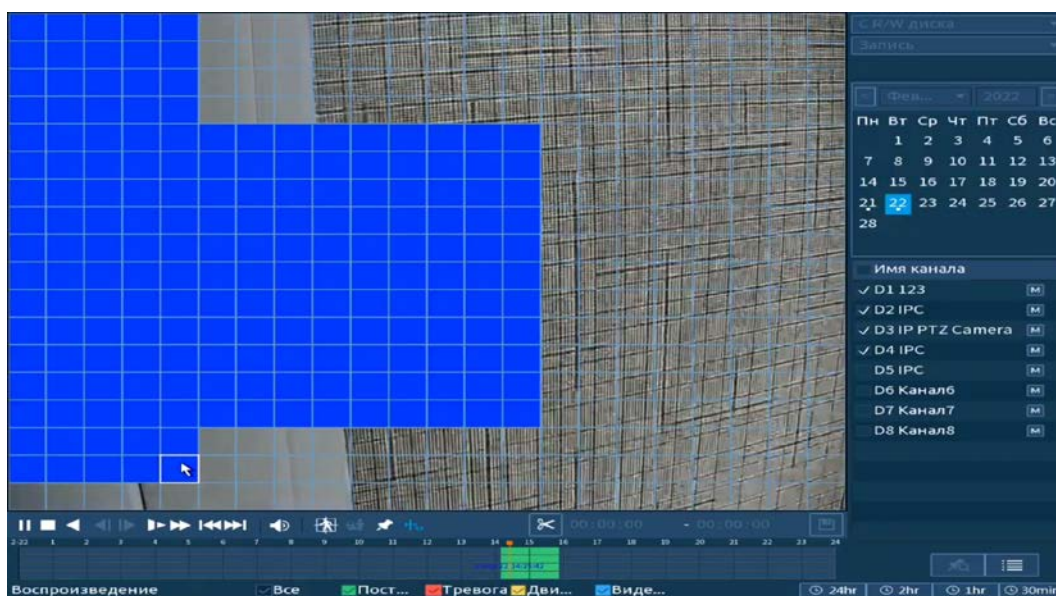 С R/W диска
Запись
Фев... 2022
Пн Вт Ср Чт Пт Сб Вс
1 2 3 4 5 6
7 8 9 10 11 12 13
14 15 16 17 18 19 20
21 22 23 24 25 26 27
28
Имя канала
D1 123 M
D2 IPC M
D3 IP PTZ Camera M
D4 IPC M
D5 IPC M
D6 Канал6 M
D7 Канал7 M
D8 Канал8 M
00:00:00 - 00:00:00
2-22 1 2 3 4 5 6 7 8 9 10 11 12 13 14 15 16 17 18 19 20 21 22 23 24
Воспроизведение Все Пост... Тревога Дви... Виде... 24hr 2hr 1hr 30min